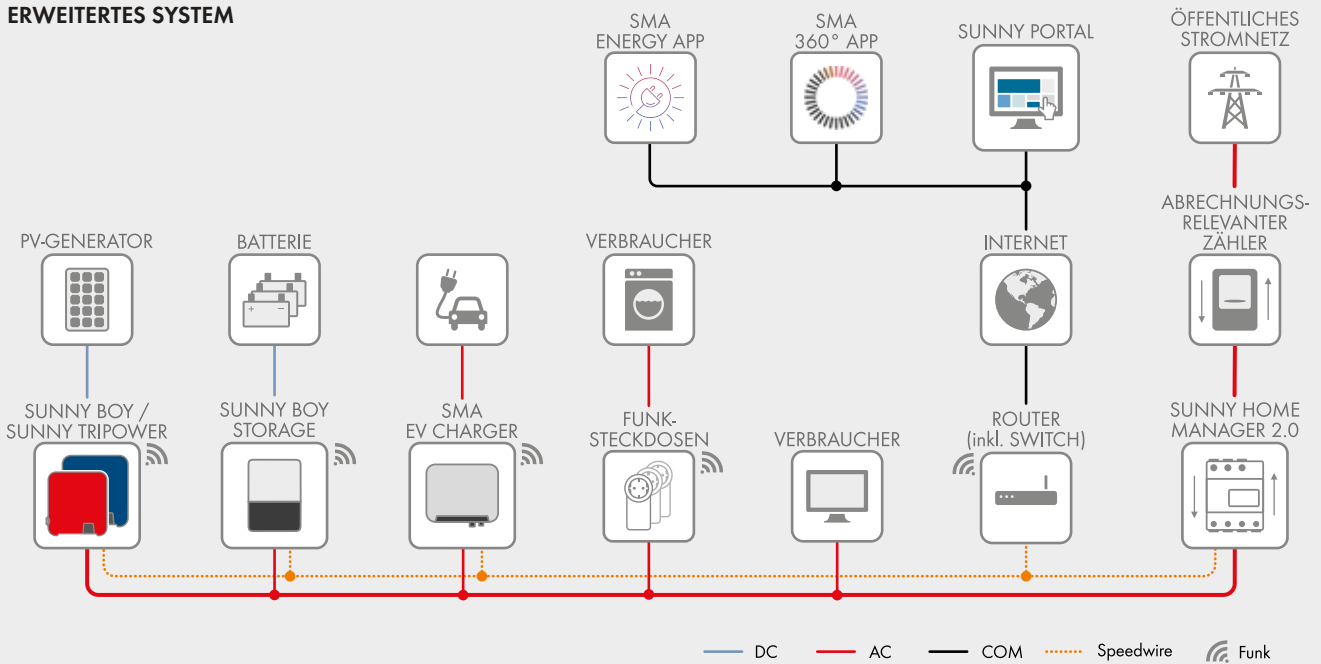 ERWEITERTES SYSTEM
SMA
ENERGY APP
SMA
360° APP
SUNNY PORTAL
ÖFFENTLICHES
STROMNETZ
PV-GENERATOR
BATTERIE
VERBRAUCHER
INTERNET
ABRECHNUNGS-
RELEVANTER
ZÄHLER
SUNNY BOY /
SUNNY TRIPOWER
SUNNY BOY
STORAGE
SMA
EV CHARGER
FUNK-
STECKDOSEN
VERBRAUCHER
ROUTER
(inkl. SWITCH)
SUNNY HOME
MANAGER 2.0
DC
AC
COM
Speedwire
Funk